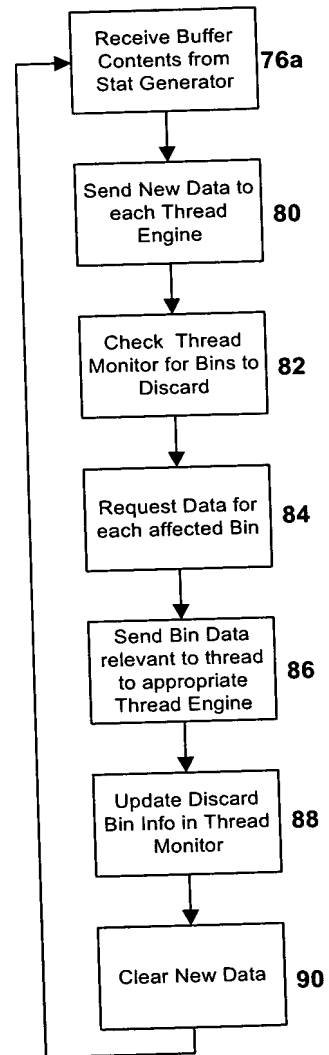 Receive Buffer
Contents from
Stat Generator
76a
Send New Data to
each Thread
Engine
80
Check Thread
Monitor for Bins to
Discard
82
Request Data for
each affected Bin
84
Send Bin Data
relevant to thread
to appropriate
Thread Engine
86
Update Discard
Bin Info in Thread
Monitor
88
Clear New Data
90